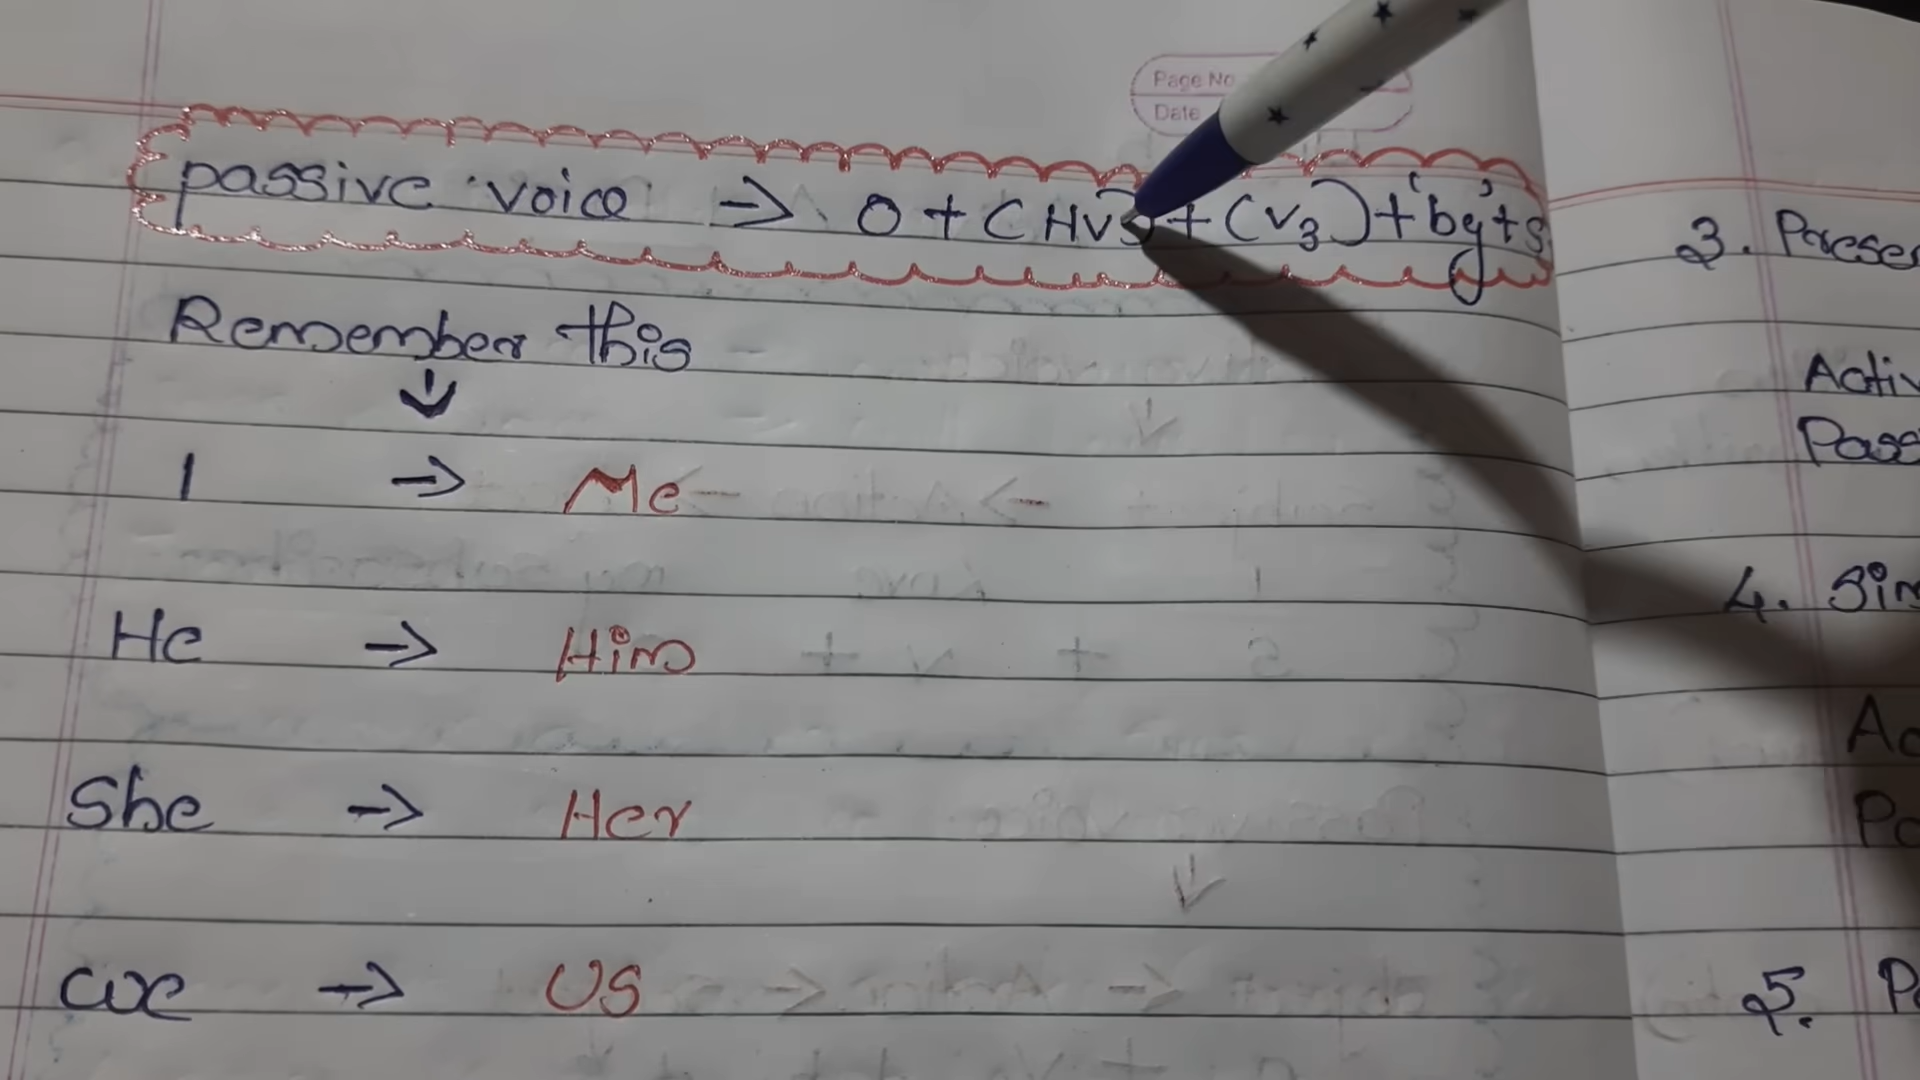 Page No
Date
passive voice → O + (HV) + (V3) + 'by' + S
Remember this
↓
I → Me
He → Him
She → Her
we → US
3.
Activ
Pass
4. Sim
5.